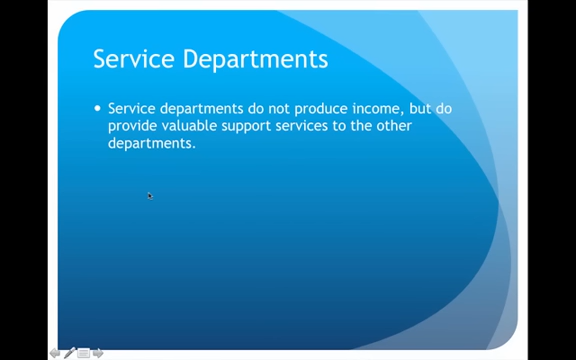 Service Departments
• Service departments do not produce income, but do
provide valuable support services to the other
departments.